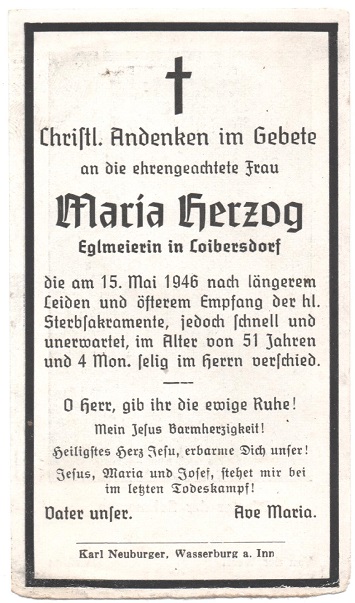 Christl. Andenken im Gebete
an die ehrengeachtete Frau
Maria Herzog
Eglmeierin in Loibersdorf
die am 15. Mai 1946 nach längerem
Leiden und öfterem Empfang der hl.
Sterbsakramente, jedoch schnell und
unerwartet, im Alter von 51 Jahren
und 4 Mon. selig im Herrn verschied.
O Herr, gib ihr die ewige Ruhe!
Mein Jesus Barmherzigkeit!
Heiligstes Herz Jesu, erbarme Dich unser!
Jesus, Maria und Josef, stehet mir bei
im letzten Todeskampf!
Vater unser. Ave Maria.
Karl Neuburger, Wasserburg a. Inn